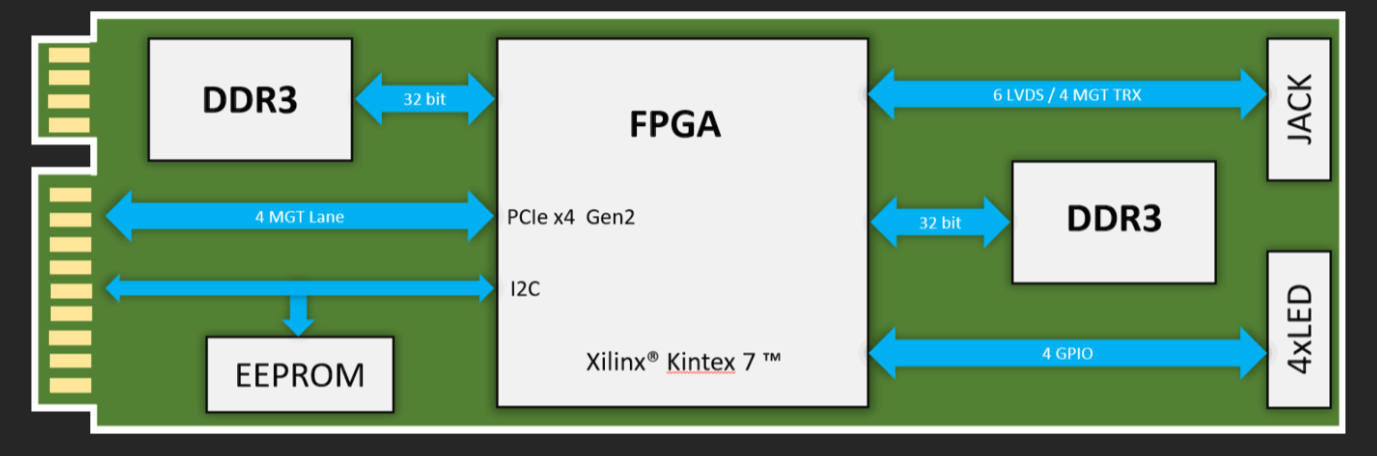 DDR3
32 bit
FPGA
6 LVDS / 4 MGT TRX
JACK
4 MGT Lane
PCIe x4 Gen2
32 bit
DDR3
I2C
EEPROM
Xilinx® Kintex 7 ™
4 GPIO
4xLED